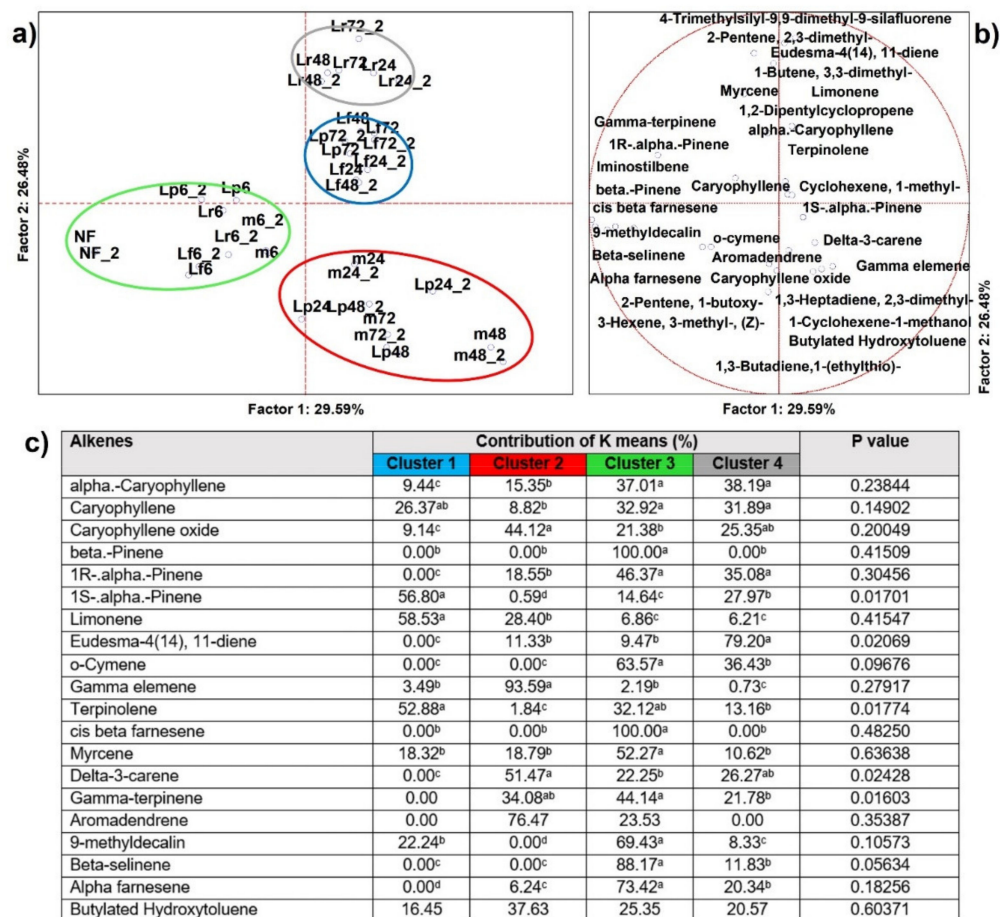 a)
Lr72_2
Lr48
Lr72
Lr24
Lr48_2
Lr24_2
Lf48
Lp72_2
Lf72
Lp72
Lf72_2
Lf24
Lf24_2
Lf48_2
Lp6_2
Lp6
Lr6
m6_2
NF
Lr6_2
NF_2
Lf6_2
m6
Lf6
m24
m24_2
Lp24_2
Lp24
Lp48_2
m72
m72_2
m48
Lp48
m48_2
Factor 2: 26.48%
Factor 1: 29.59%
b)
4-Trimethylsilyl-9,9-dimethyl-9-silafluorene
2-Pentene, 2,3-dimethyl-
Eudesma-4(14), 11-diene
1-Butene, 3,3-dimethyl-
Myrcene Limonene
1,2-Dipentylcyclopropene
Gamma-terpinene
alpha.-Caryophyllene
1R-.alpha.-Pinene
Terpinolene
Iminostilbene
beta.-Pinene Caryophyllene Cyclohexene, 1-methyl-
cis beta farnesene 1S-.alpha.-Pinene
9-methyldecalin o-cymene Delta-3-carene
Beta-selinene Aromadendrene Gamma elemene
Alpha farnesene Caryophyllene oxide
2-Pentene, 1-butoxy- 1,3-Heptadiene, 2,3-dimethyl-
3-Hexene, 3-methyl-, (Z)- 1-Cyclohexene-1-methanol
Butylated Hydroxytoluene
1,3-Butadiene,1-(ethylthio)-
Factor 2: 26.48%
Factor 1: 29.59%
c)
Alkenes Contribution of K means (%) P value
Cluster 1 Cluster 2 Cluster 3 Cluster 4
alpha.-Caryophyllene 9.44ᶜ 15.35ᵇ 37.01ᵃ 38.19ᵃ 0.23844
Caryophyllene 26.37ᵃᵇ 8.82ᵇ 32.92ᵃ 31.89ᵃ 0.14902
Caryophyllene oxide 9.14ᶜ 44.12ᵃ 21.38ᵇ 25.35ᵃᵇ 0.20049
beta.-Pinene 0.00ᵇ 0.00ᵇ 100.00ᵃ 0.00ᵇ 0.41509
1R-.alpha.-Pinene 0.00ᶜ 18.55ᵇ 46.37ᵃ 35.08ᵃ 0.30456
1S-.alpha.-Pinene 56.80ᵃ 0.59ᵈ 14.64ᶜ 27.97ᵇ 0.01701
Limonene 58.53ᵃ 28.40ᵇ 6.86ᶜ 6.21ᶜ 0.41547
Eudesma-4(14), 11-diene 0.00ᶜ 11.33ᵇ 9.47ᵇ 79.20ᵃ 0.02069
o-Cymene 0.00ᶜ 0.00ᶜ 63.57ᵃ 36.43ᵇ 0.09676
Gamma elemene 3.49ᵇ 93.59ᵃ 2.19ᵇ 0.73ᶜ 0.27917
Terpinolene 52.88ᵃ 1.84ᶜ 32.12ᵃᵇ 13.16ᵇ 0.01774
cis beta farnesene 0.00ᵇ 0.00ᵇ 100.00ᵃ 0.00ᵇ 0.48250
Myrcene 18.32ᵇ 18.79ᵇ 52.27ᵃ 10.62ᵇ 0.63638
Delta-3-carene 0.00ᶜ 51.47ᵃ 22.25ᵇ 26.27ᵃᵇ 0.02428
Gamma-terpinene 0.00 34.08ᵃᵇ 44.14ᵃ 21.78ᵇ 0.01603
Aromadendrene 0.00 76.47 23.53 0.00 0.35387
9-methyldecalin 22.24ᵇ 0.00ᵈ 69.43ᵃ 8.33ᶜ 0.10573
Beta-selinene 0.00ᶜ 0.00ᶜ 88.17ᵃ 11.83ᵇ 0.05634
Alpha farnesene 0.00ᵈ 6.24ᶜ 73.42ᵃ 20.34ᵇ 0.18256
Butylated Hydroxytoluene 16.45 37.63 25.35 20.57 0.60371